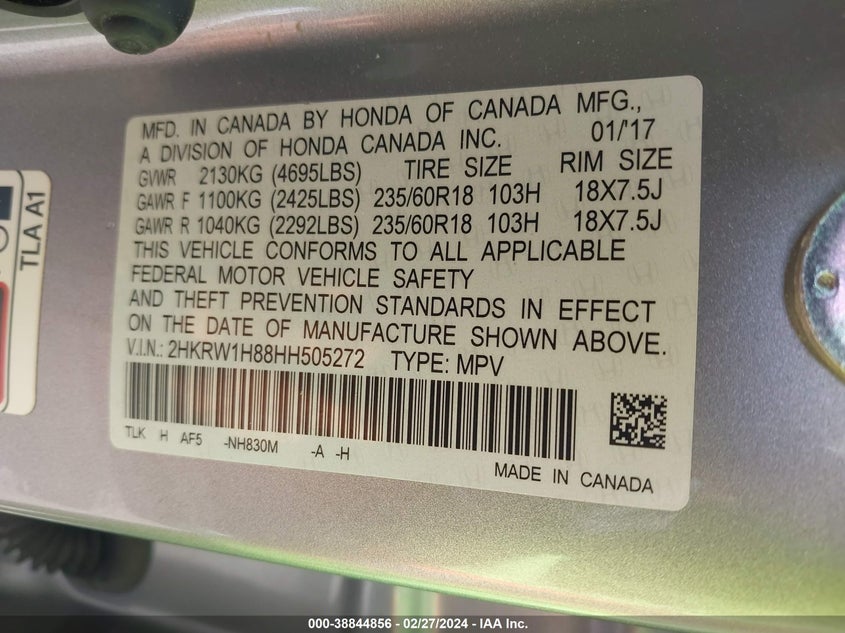 MFD. IN CANADA BY HONDA OF CANADA MFG.,
A DIVISION OF HONDA CANADA INC. 01/'17
GVWR 2130KG (4695LBS) TIRE SIZE RIM SIZE
GAWR F 1100KG (2425LBS) 235/60R18 103H 18X7.5J
GAWR R 1040KG (2292LBS) 235/60R18 103H 18X7.5J
THIS VEHICLE CONFORMS TO ALL APPLICABLE
FEDERAL MOTOR VEHICLE SAFETY
AND THEFT PREVENTION STANDARDS IN EFFECT
ON THE DATE OF MANUFACTURE SHOWN ABOVE.
V.I.N.: 2HKRW1H88HH505272 TYPE: MPV
TLK H AF5 -NH830M -A -H
MADE IN CANADA
TLA A1
000-38844856 - 02/27/2024 - IAA Inc.